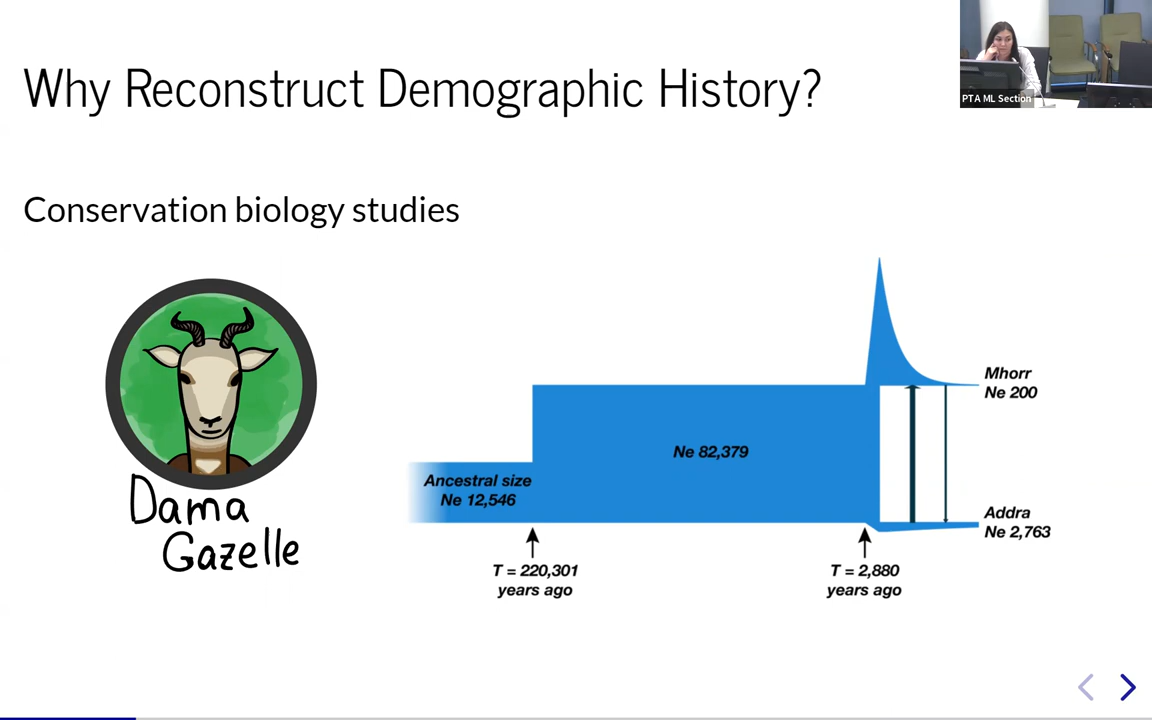 Why Reconstruct Demographic History?
PTA ML Section
Conservation biology studies
Dama
Gazelle
Ancestral size
Ne 12,546
Ne 82,379
Mhorr
Ne 200
Addra
Ne 2,763
T = 220,301
years ago
T = 2,880
years ago